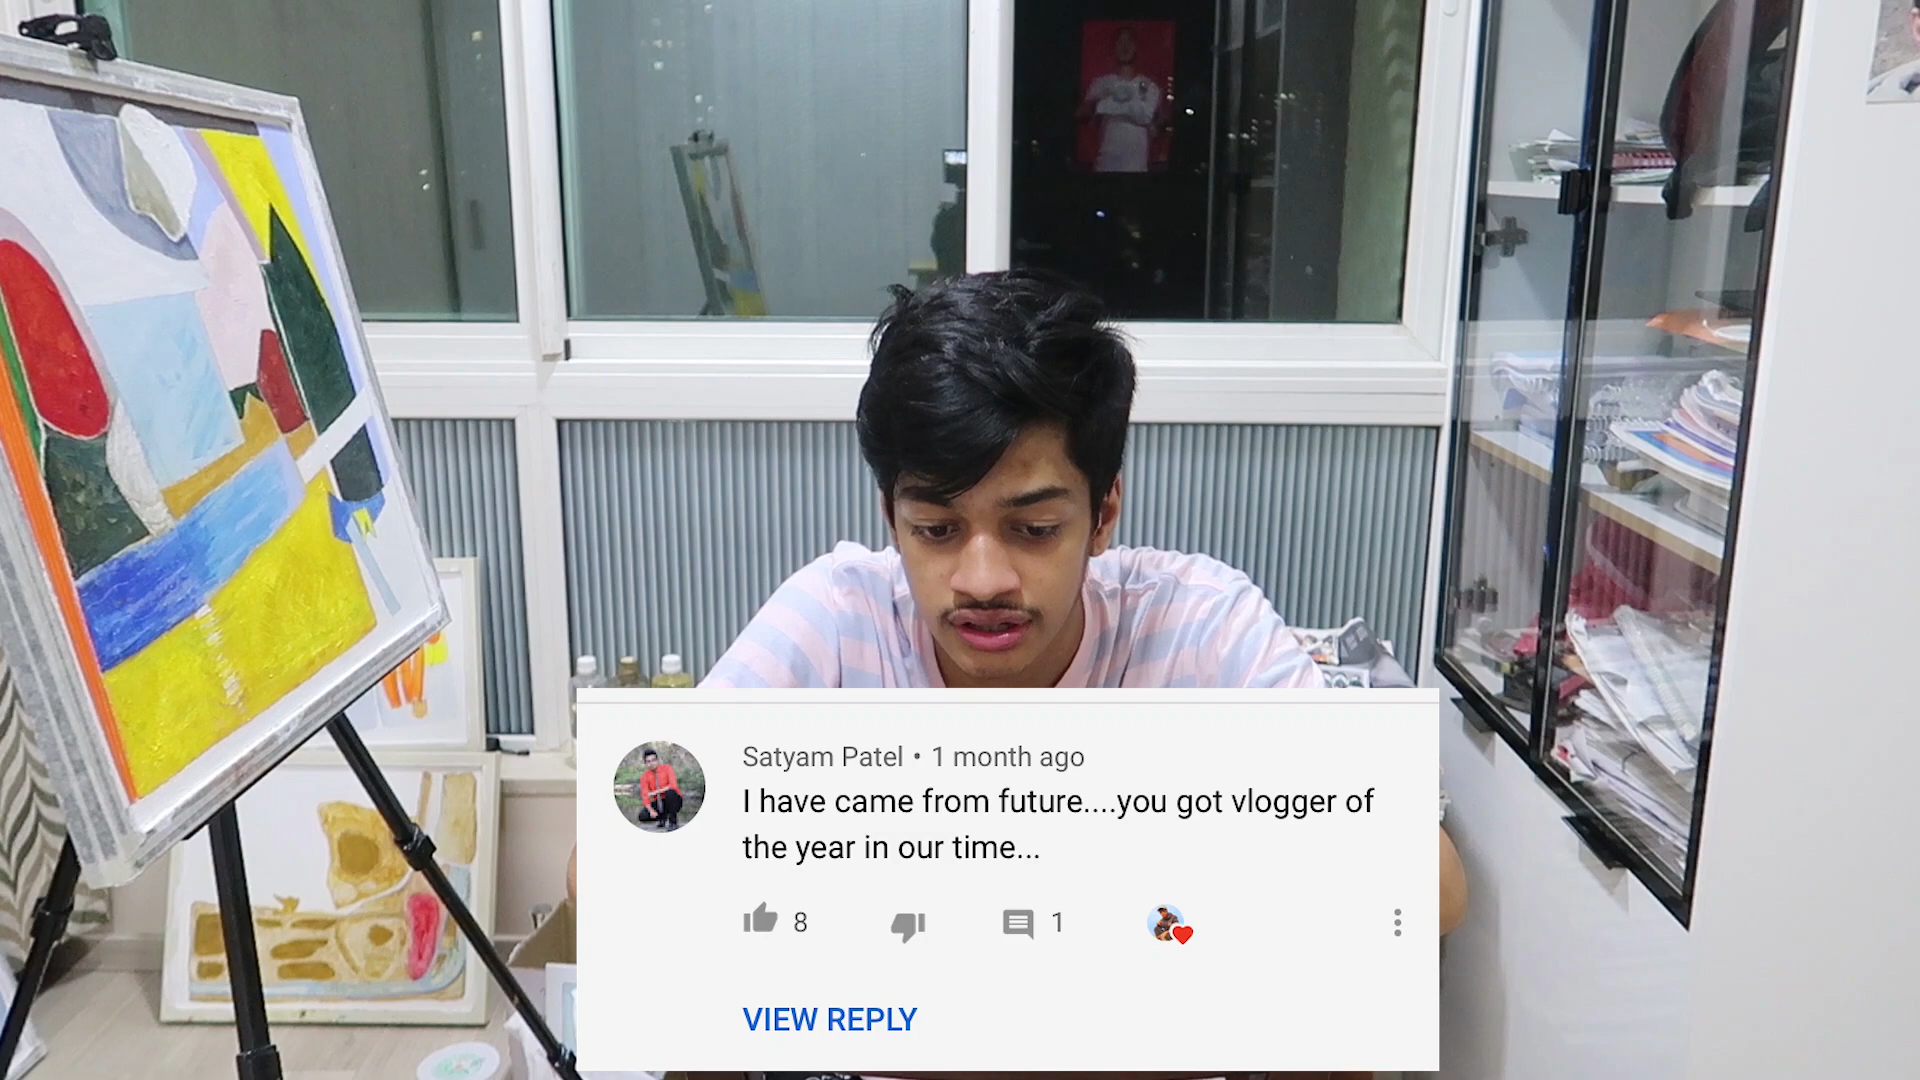 Satyam Patel • 1 month ago
I have came from future....you got vlogger of
the year in our time...
8
1
VIEW REPLY